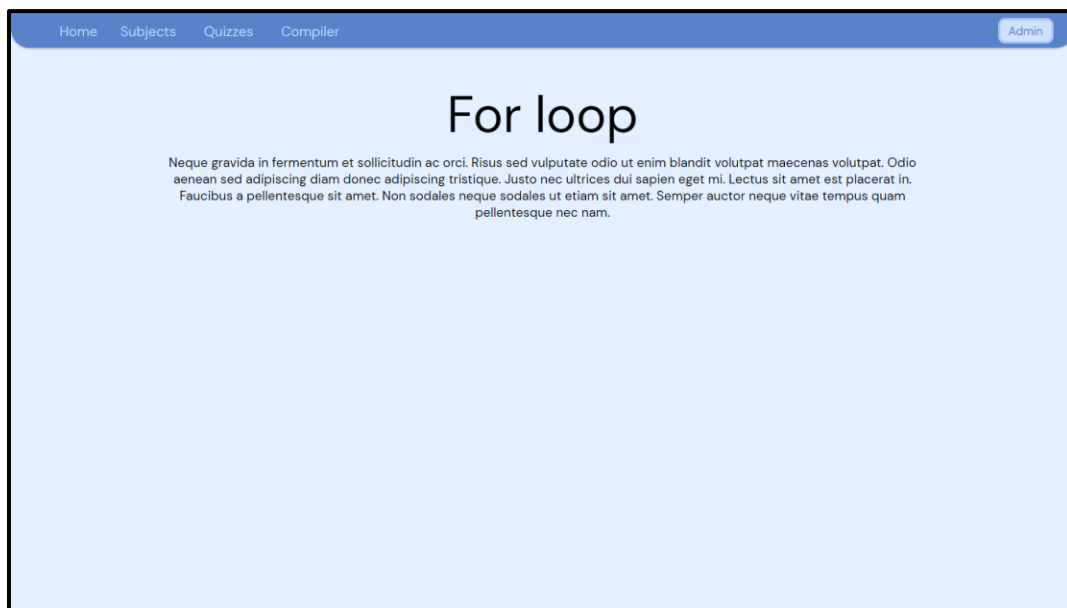 Home Subjects Quizzes Compiler Admin
For loop
Neque gravida in fermentum et sollicitudin ac orci. Risus sed vulputate odio ut enim blandit volutpat maecenas volutpat. Odio
aenean sed adipiscing diam donec adipiscing tristique. Justo nec ultrices dui sapien eget mi. Lectus sit amet est placerat in.
Faucibus a pellentesque sit amet. Non sodales neque sodales ut etiam sit amet. Semper auctor neque vitae tempus quam
pellentesque nec nam.